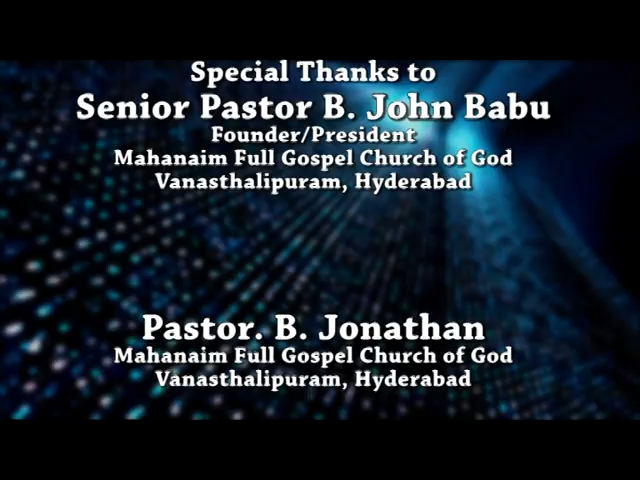 Special Thanks to
Senior Pastor B. John Babu
Founder/President
Mahanaim Full Gospel Church of God
Vanasthalipuram, Hyderabad
Pastor. B. Jonathan
Mahanaim Full Gospel Church of God
Vanasthalipuram, Hyderabad